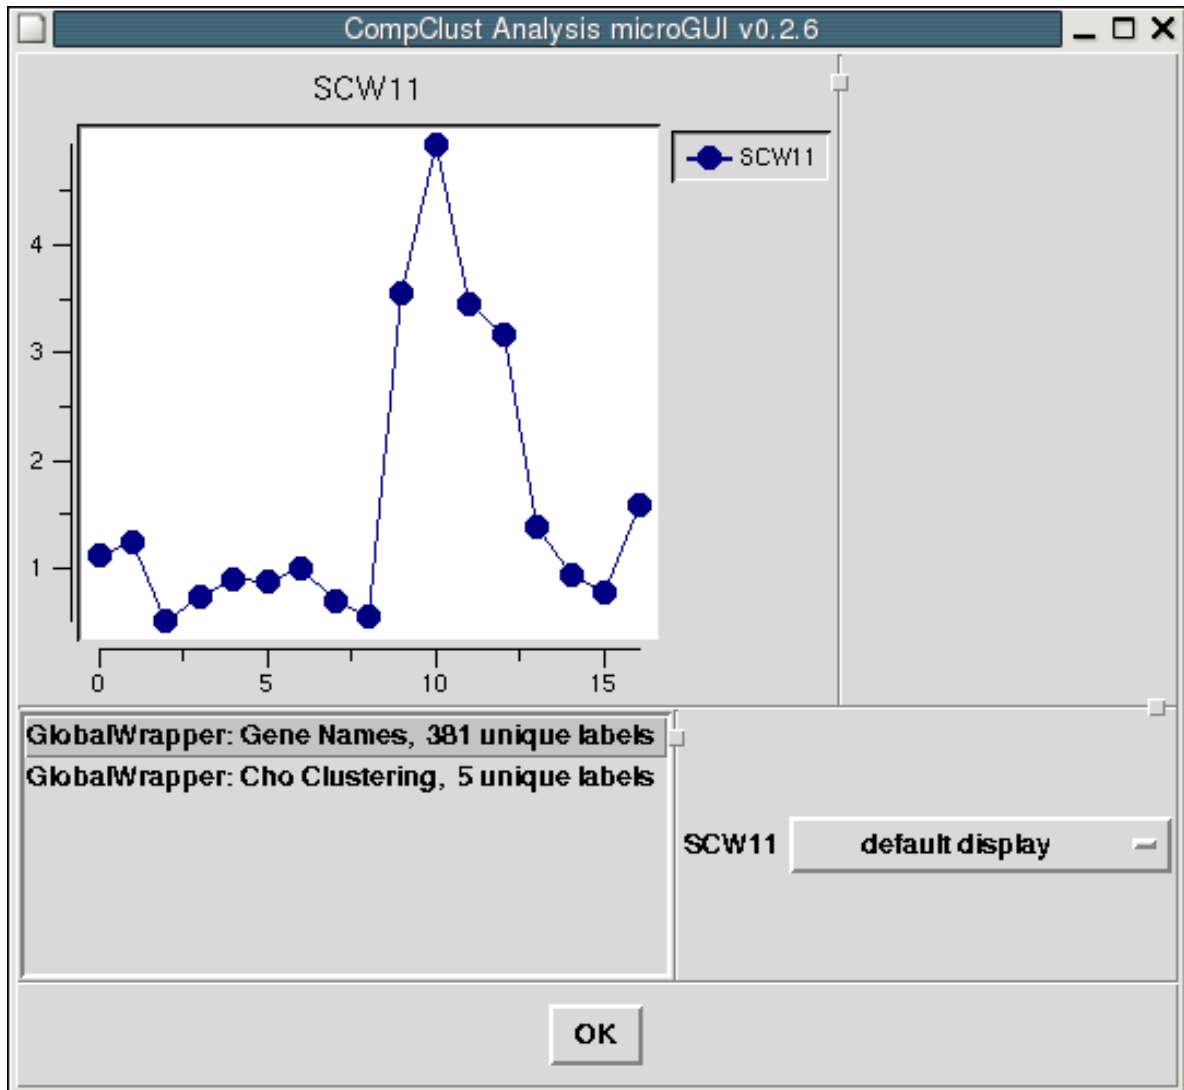 CompClust Analysis microGUI v0.2.6
SCW11
SCW11
4
3
2
1
0 5 10 15
GlobalWrapper: Gene Names, 381 unique labels
GlobalWrapper: Cho Clustering, 5 unique labels
SCW11 default display
OK